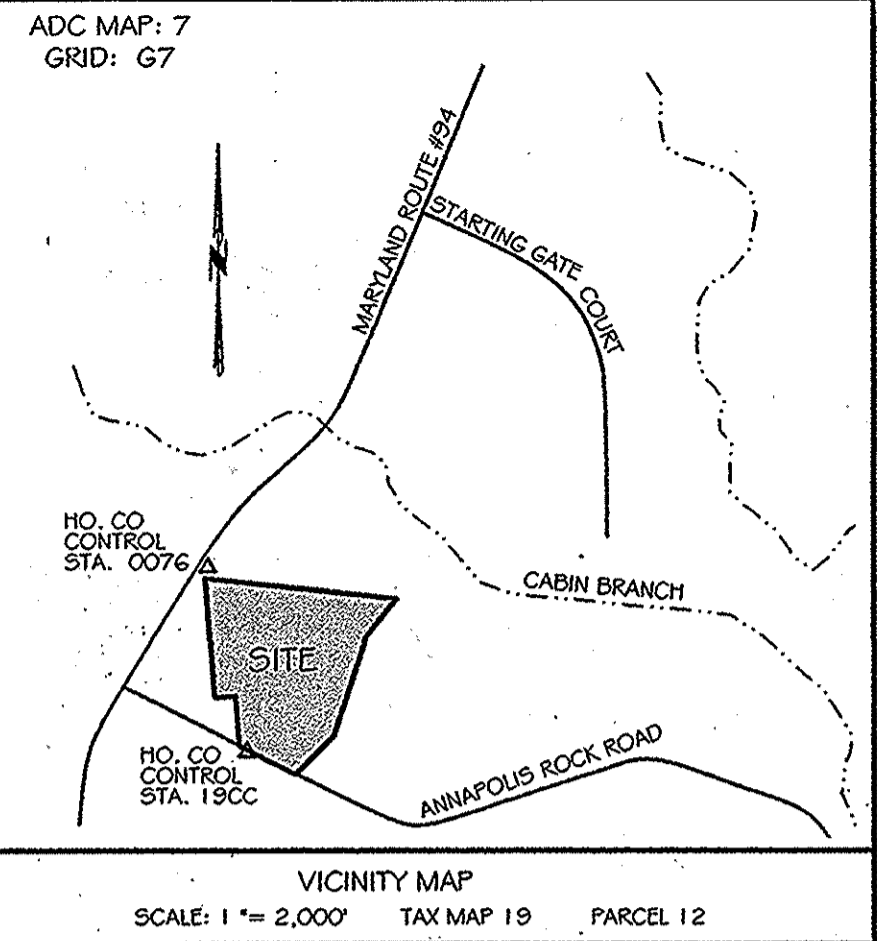 ADC MAP: 7
GRID: G7
MARYLAND ROUTE #94
STARTING GATE COURT
N
HO. CO
CONTROL
STA. 0076
CABIN BRANCH
SITE
HO. CO
CONTROL
STA. 19CC
ANNAPOLIS ROCK ROAD
VICINITY MAP
SCALE: 1 "= 2,000' TAX MAP 19 PARCEL 12